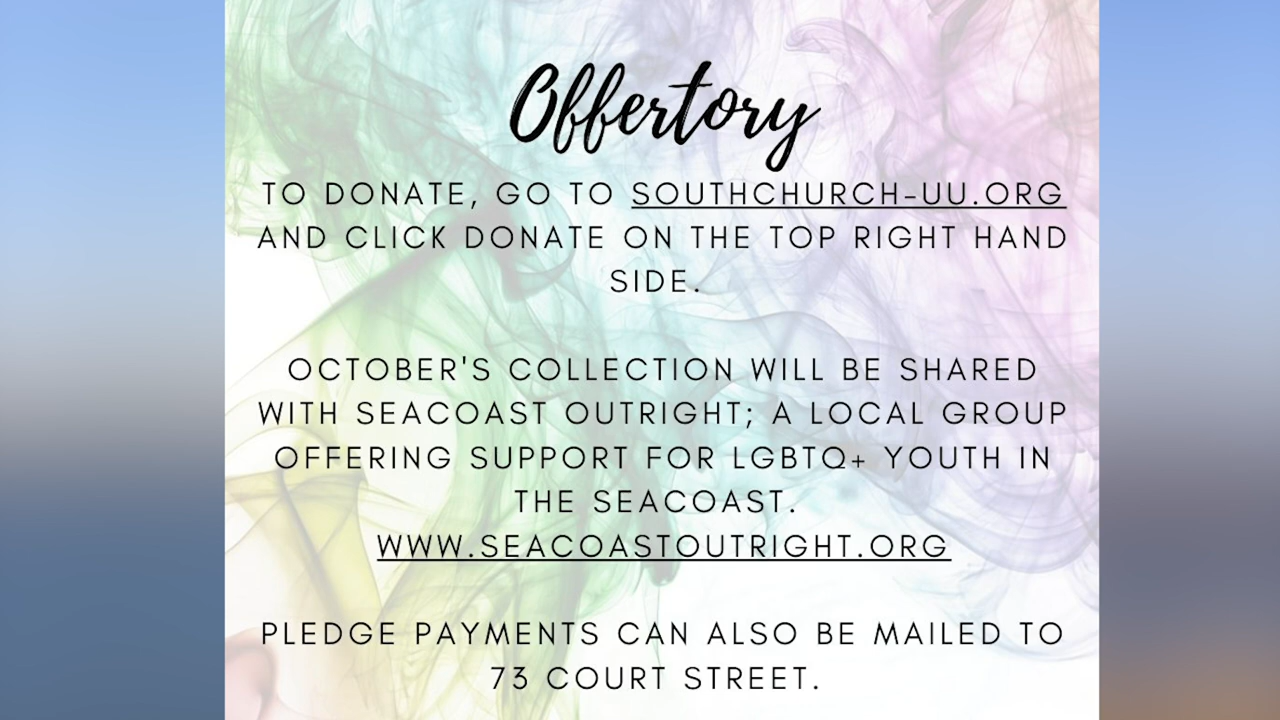 Offertory
TO DONATE, GO TO SOUTHCHURCH-UU.ORG
AND CLICK DONATE ON THE TOP RIGHT HAND
SIDE.
OCTOBER'S COLLECTION WILL BE SHARED
WITH SEACOAST OUTRIGHT; A LOCAL GROUP
OFFERING SUPPORT FOR LGBTQ+ YOUTH IN
THE SEACOAST.
WWW.SEACOASTOUTRIGHT.ORG
PLEDGE PAYMENTS CAN ALSO BE MAILED TO
73 COURT STREET.